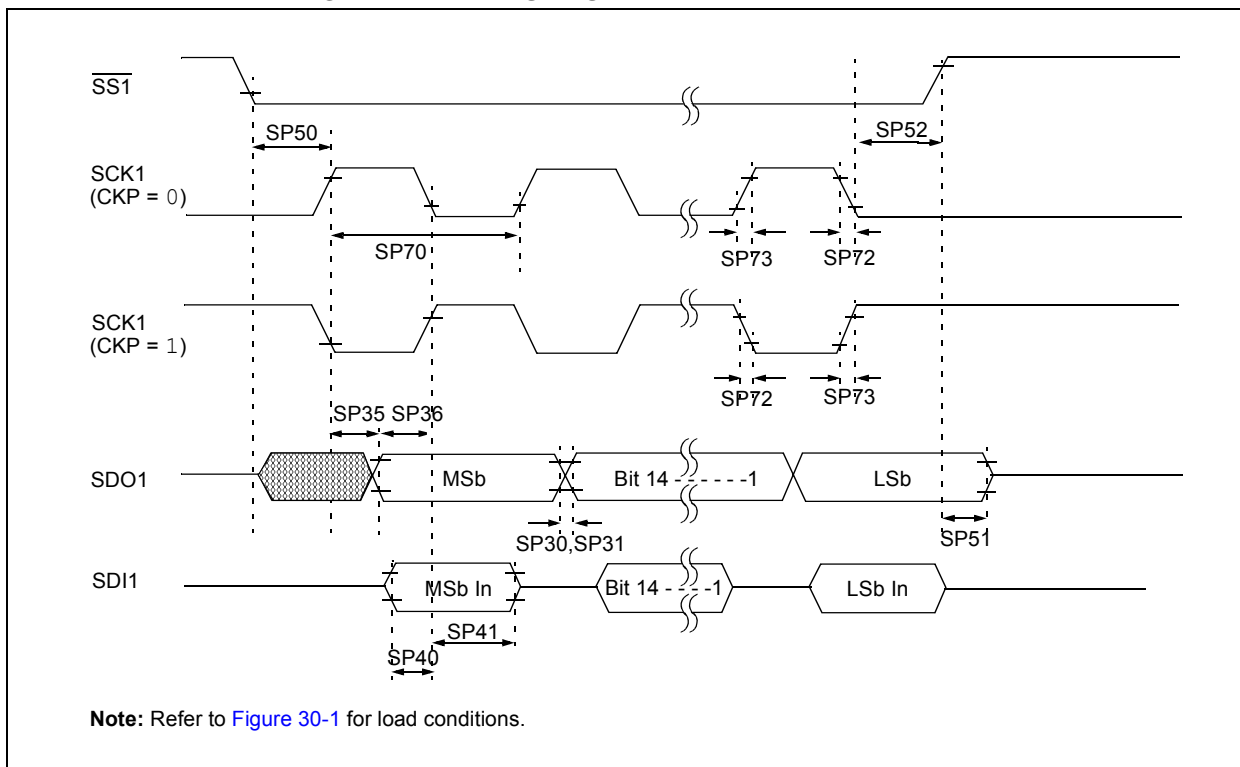 SS1
SP50
SP52
SCK1
(CKP = 0)
SP70
SP73
SP72
SCK1
(CKP = 1)
SP72
SP73
SP35 SP36
SDO1
MSb
Bit 14 - - - - - -1
LSb
SP30,SP31
SP51
SDI1
MSb In
Bit 14 - - - -1
LSb In
SP41
SP40
Note: Refer to Figure 30-1 for load conditions.